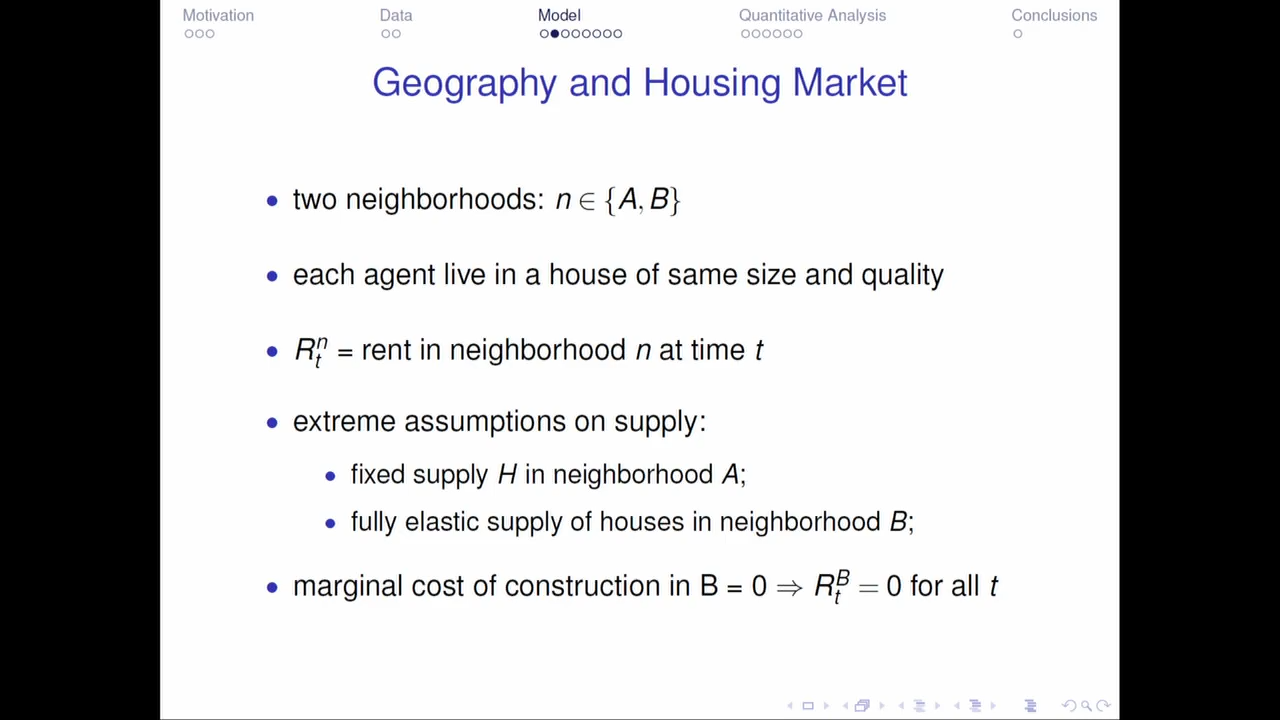 Motivation Data Model Quantitative Analysis Conclusions
Geography and Housing Market
• two neighborhoods: n ∈ {A, B}
• each agent live in a house of same size and quality
• R_t^n = rent in neighborhood n at time t
• extreme assumptions on supply:
• fixed supply H in neighborhood A;
• fully elastic supply of houses in neighborhood B;
• marginal cost of construction in B = 0 ⇒ R_t^B = 0 for all t